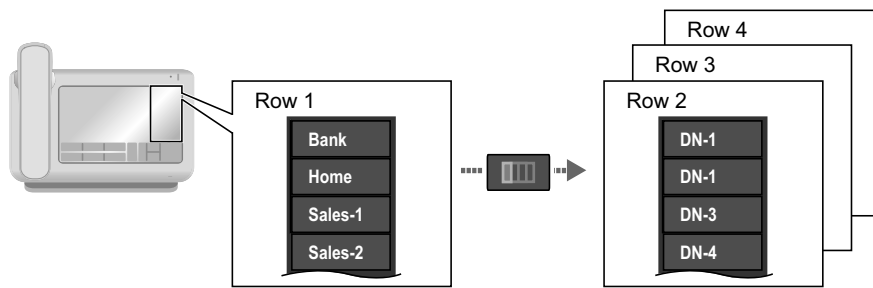 Row 1
Bank
Home
Sales-1
Sales-2
Row 4
Row 3
Row 2
DN-1
DN-1
DN-3
DN-4